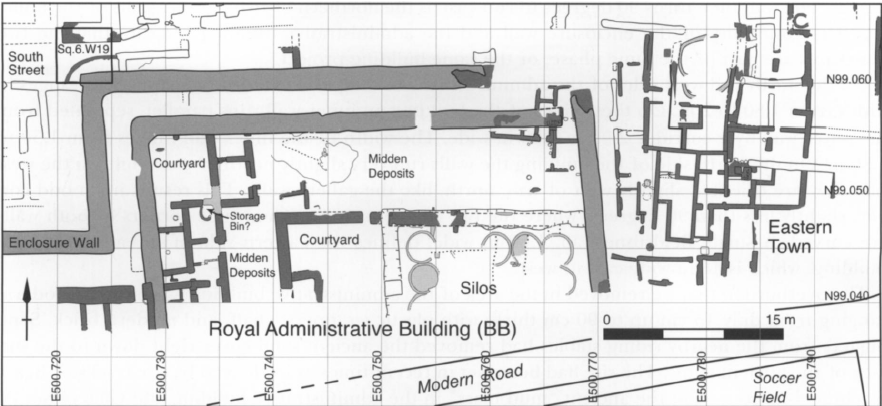 South
Street
Sq.6.W19
N99.060
Courtyard
Midden
Deposits
N99.050
Storage
Bin?
Enclosure Wall
Courtyard
Eastern
Town
Midden
Deposits
Silos
N99.040
Royal Administrative Building (BB)
0 15 m
Modern Road
Soccer
Field
E500,720
E500,730
E500,740
E500,750
E500,760
E500,770
E500,780
E500,790